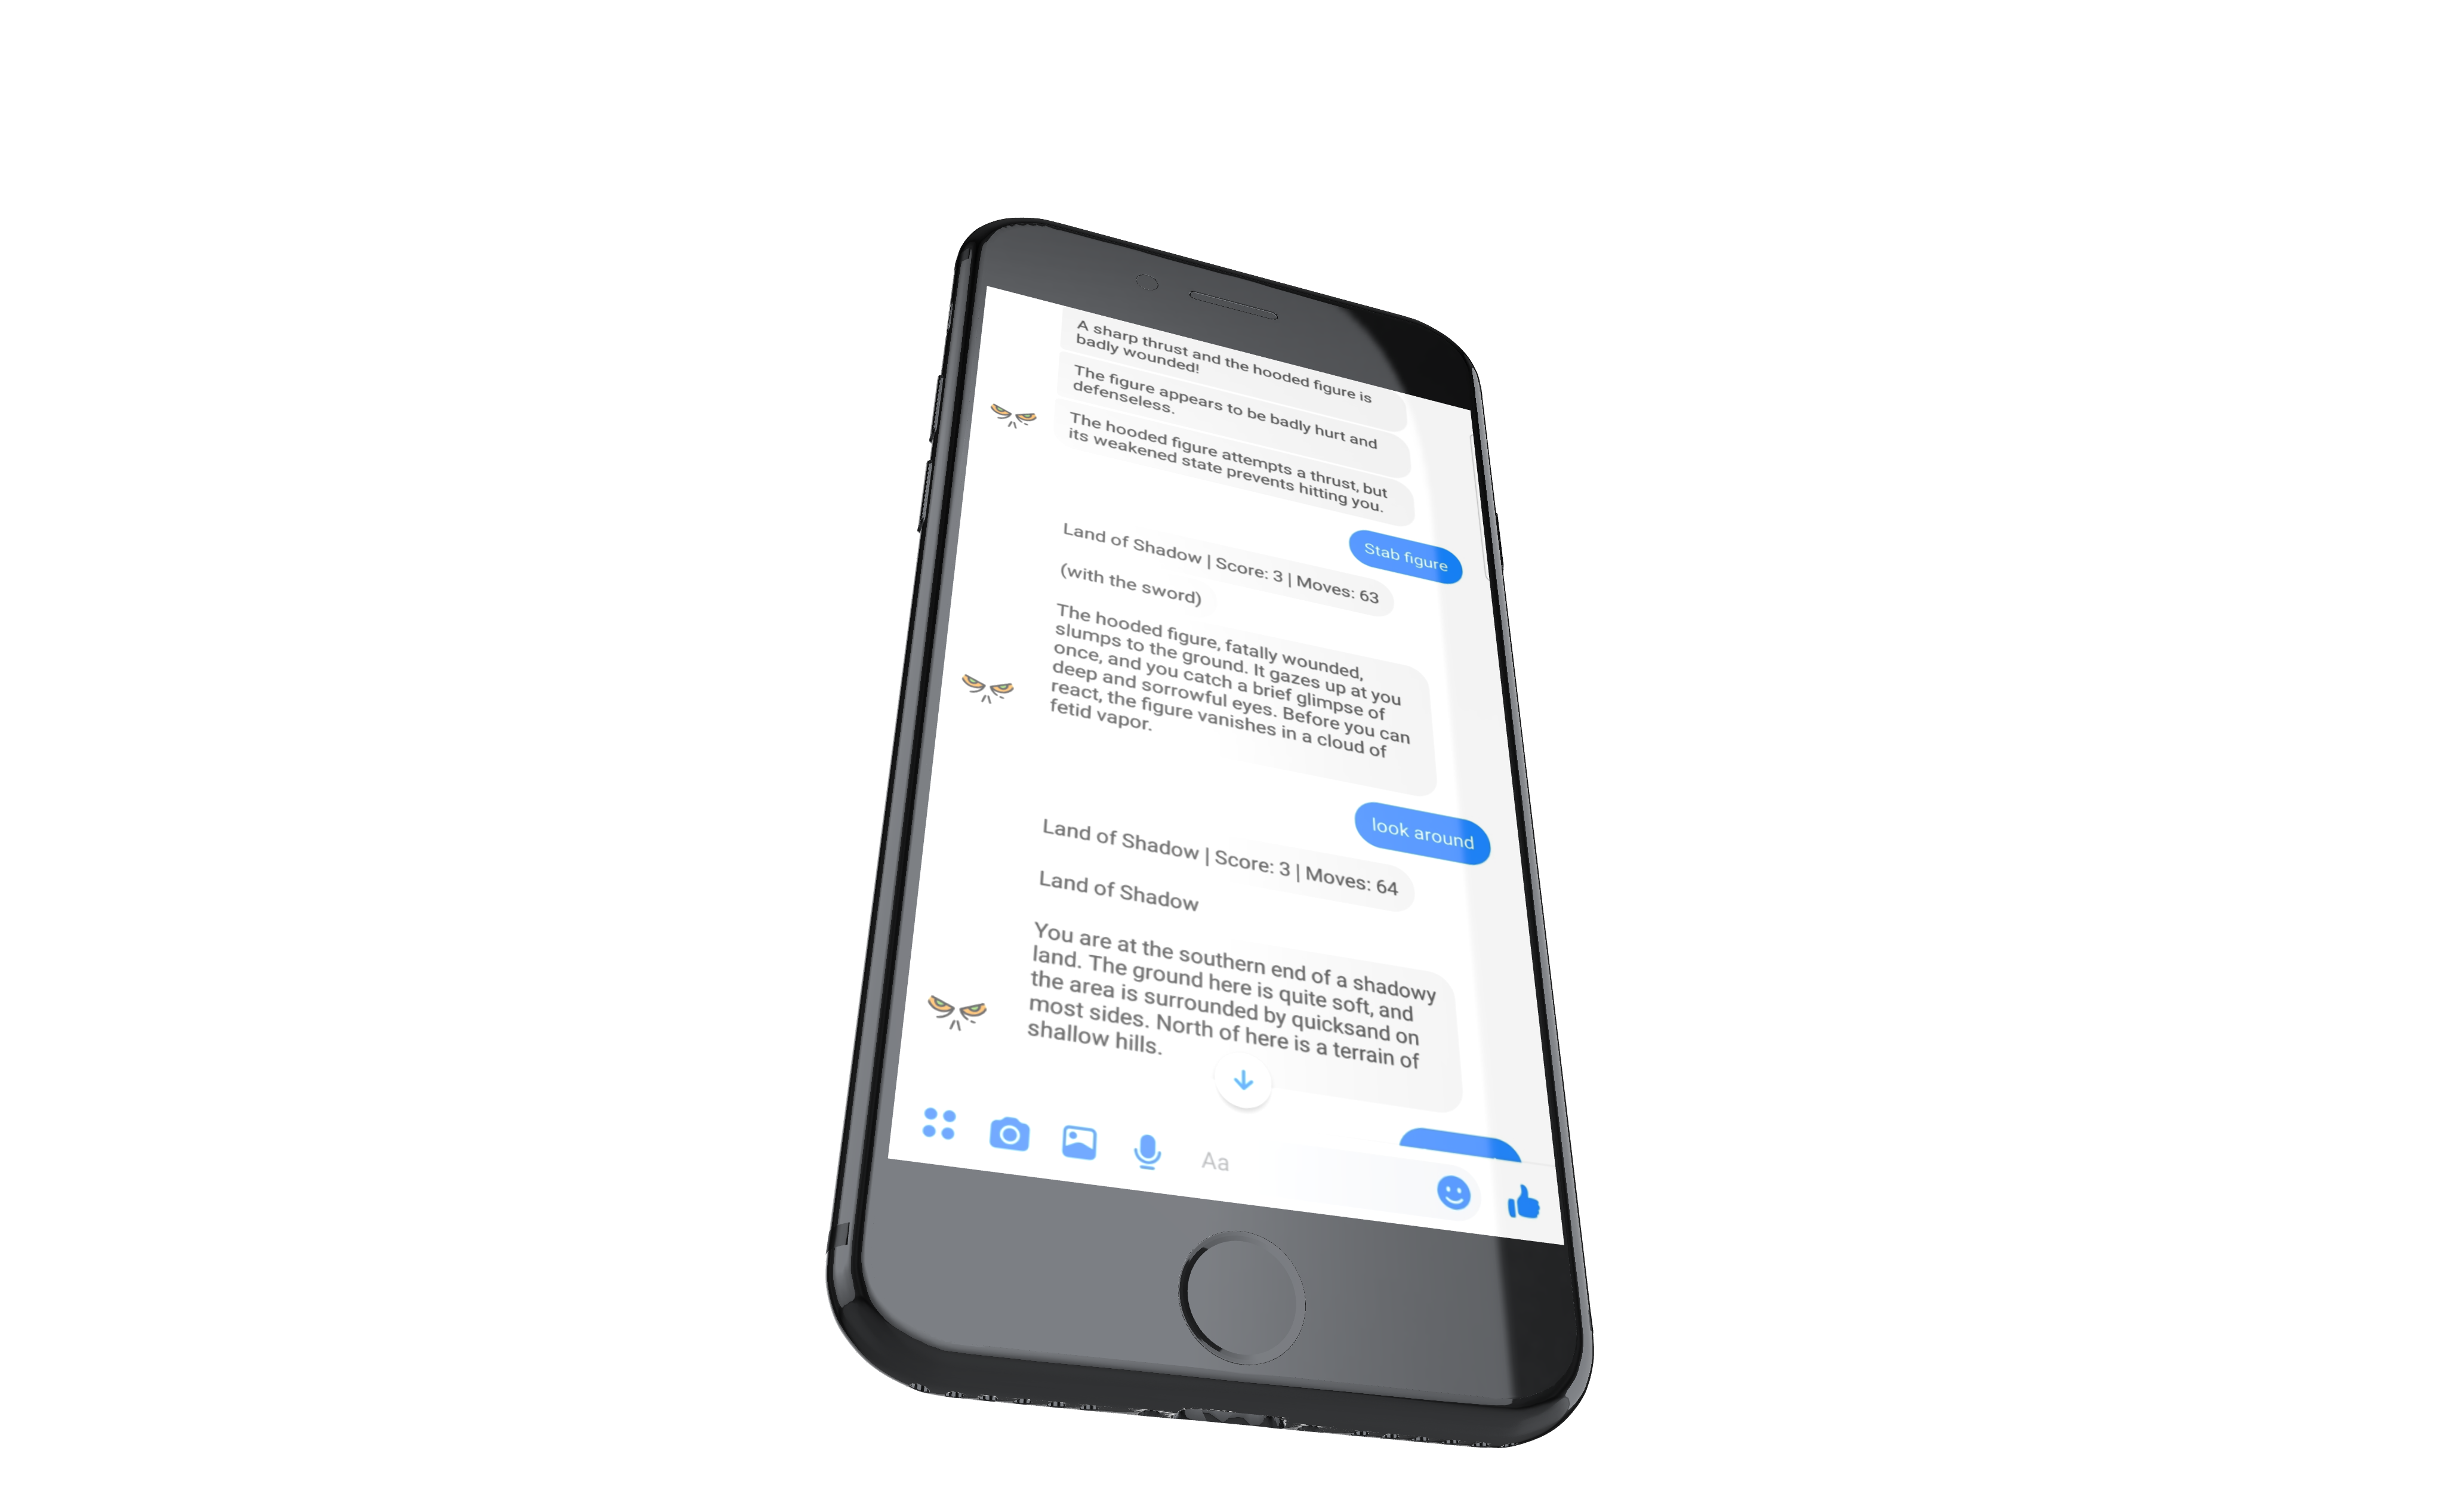 A sharp thrust and the hooded figure is
badly wounded!
The figure appears to be badly hurt and
defenseless.
The hooded figure attempts a thrust, but
its weakened state prevents hitting you.
Stab figure
Land of Shadow | Score: 3 | Moves: 63
(with the sword)
The hooded figure, fatally wounded,
slumps to the ground. It gazes up at you
once, and you catch a brief glimpse of
deep and sorrowful eyes. Before you can
react, the figure vanishes in a cloud of
fetid vapor.
look around
Land of Shadow | Score: 3 | Moves: 64
Land of Shadow
You are at the southern end of a shadowy
land. The ground here is quite soft, and
the area is surrounded by quicksand on
most sides. North of here is a terrain of
shallow hills.
Aa